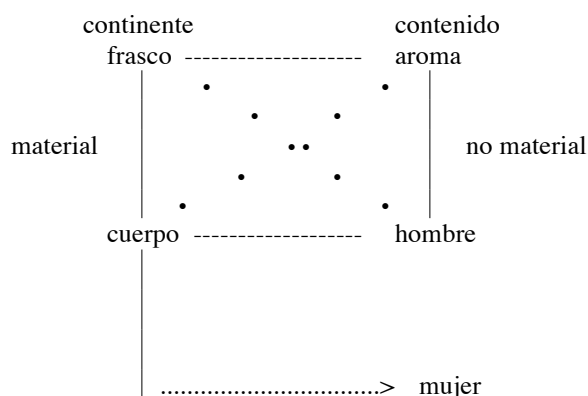 continente contenido
frasco aroma
material no material
cuerpo hombre
mujer